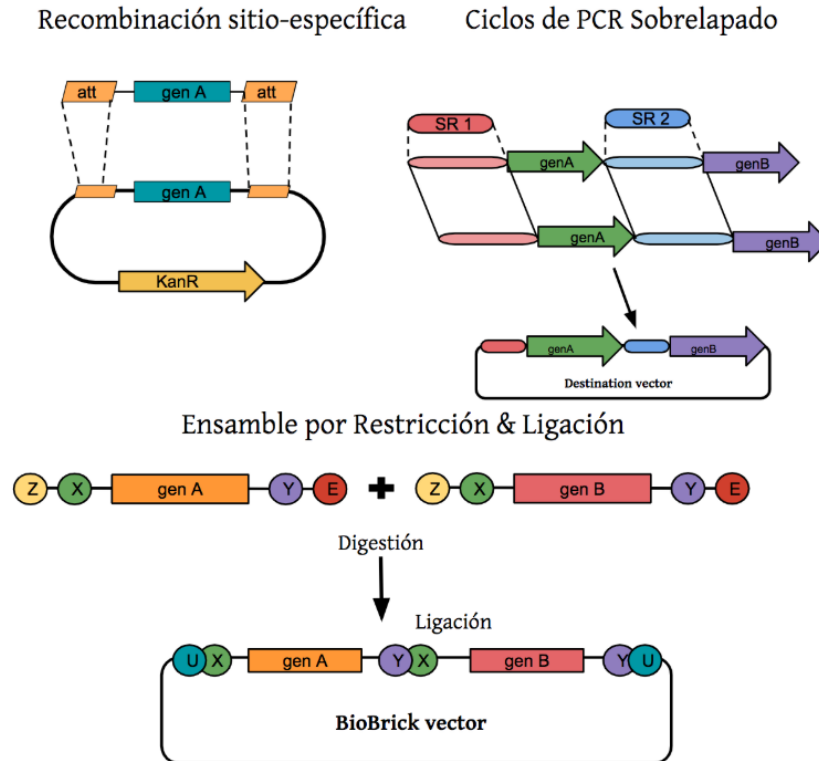 Recombinación sitio-específica
att gen A att
gen A
KanR
Ciclos de PCR Sobrelapado
SR 1 SR 2
genA genB
genA genB
genA genB
Destination vector
Ensamble por Restricción & Ligación
Z X gen A Y E + Z X gen B Y E
Digestión
Ligación
U X gen A Y X gen B Y U
BioBrick vector